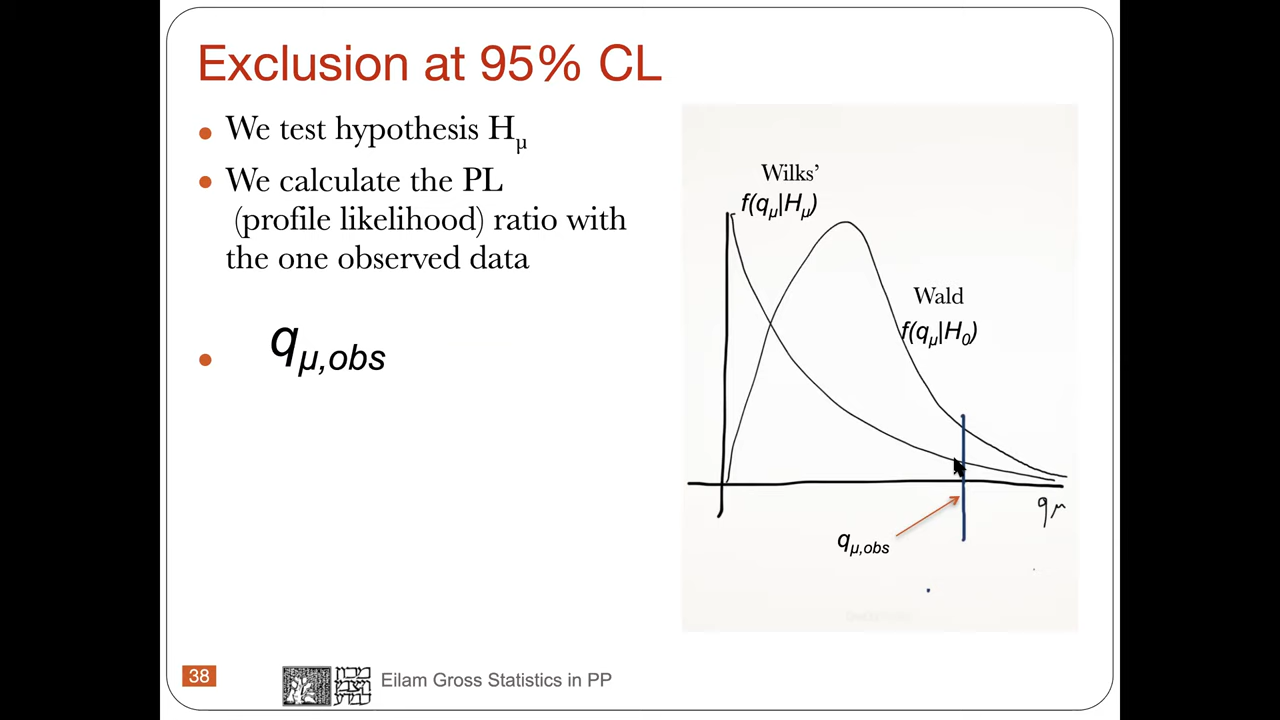 Exclusion at 95% CL
• We test hypothesis Hμ
• We calculate the PL
(profile likelihood) ratio with
the one observed data
• qμ,obs
Wilks’
f(qμ|Hμ)
Wald
f(qμ|H0)
qμ
qμ,obs
38
Eilam Gross Statistics in PP